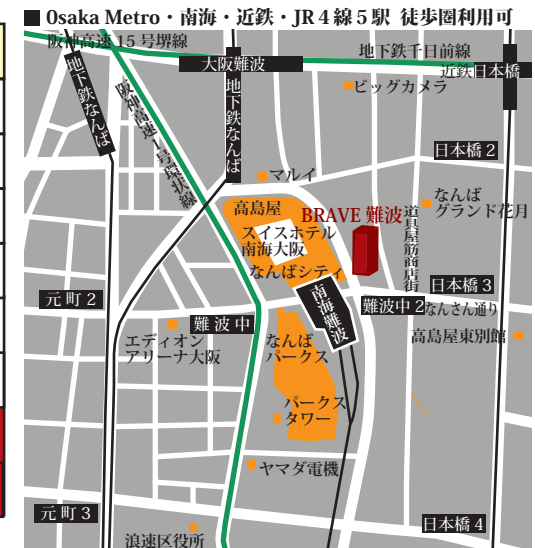 ■ Osaka Metro・南海・近鉄・JR４線５駅 徒歩圏利用可
阪神高速 15 号堺線
地下鉄千日前線
大阪難波
近鉄日本橋
地下鉄なんば
地下鉄なんば
阪神高速１号環状線
ビッグカメラ
日本橋 2
マルイ
なんば
グランド花月
高島屋
BRAVE 難波
道具屋筋商店街
スイスホテル
南海大阪
なんばシティ
日本橋 3
南海難波
元 町 2
難波中 2
なんさん通り
難 波 中
高島屋東別館
エディオン
アリーナ大阪
なんば
パークス
パークス
タワー
ヤマダ電機
元 町 3
日本橋 4
浪速区役所